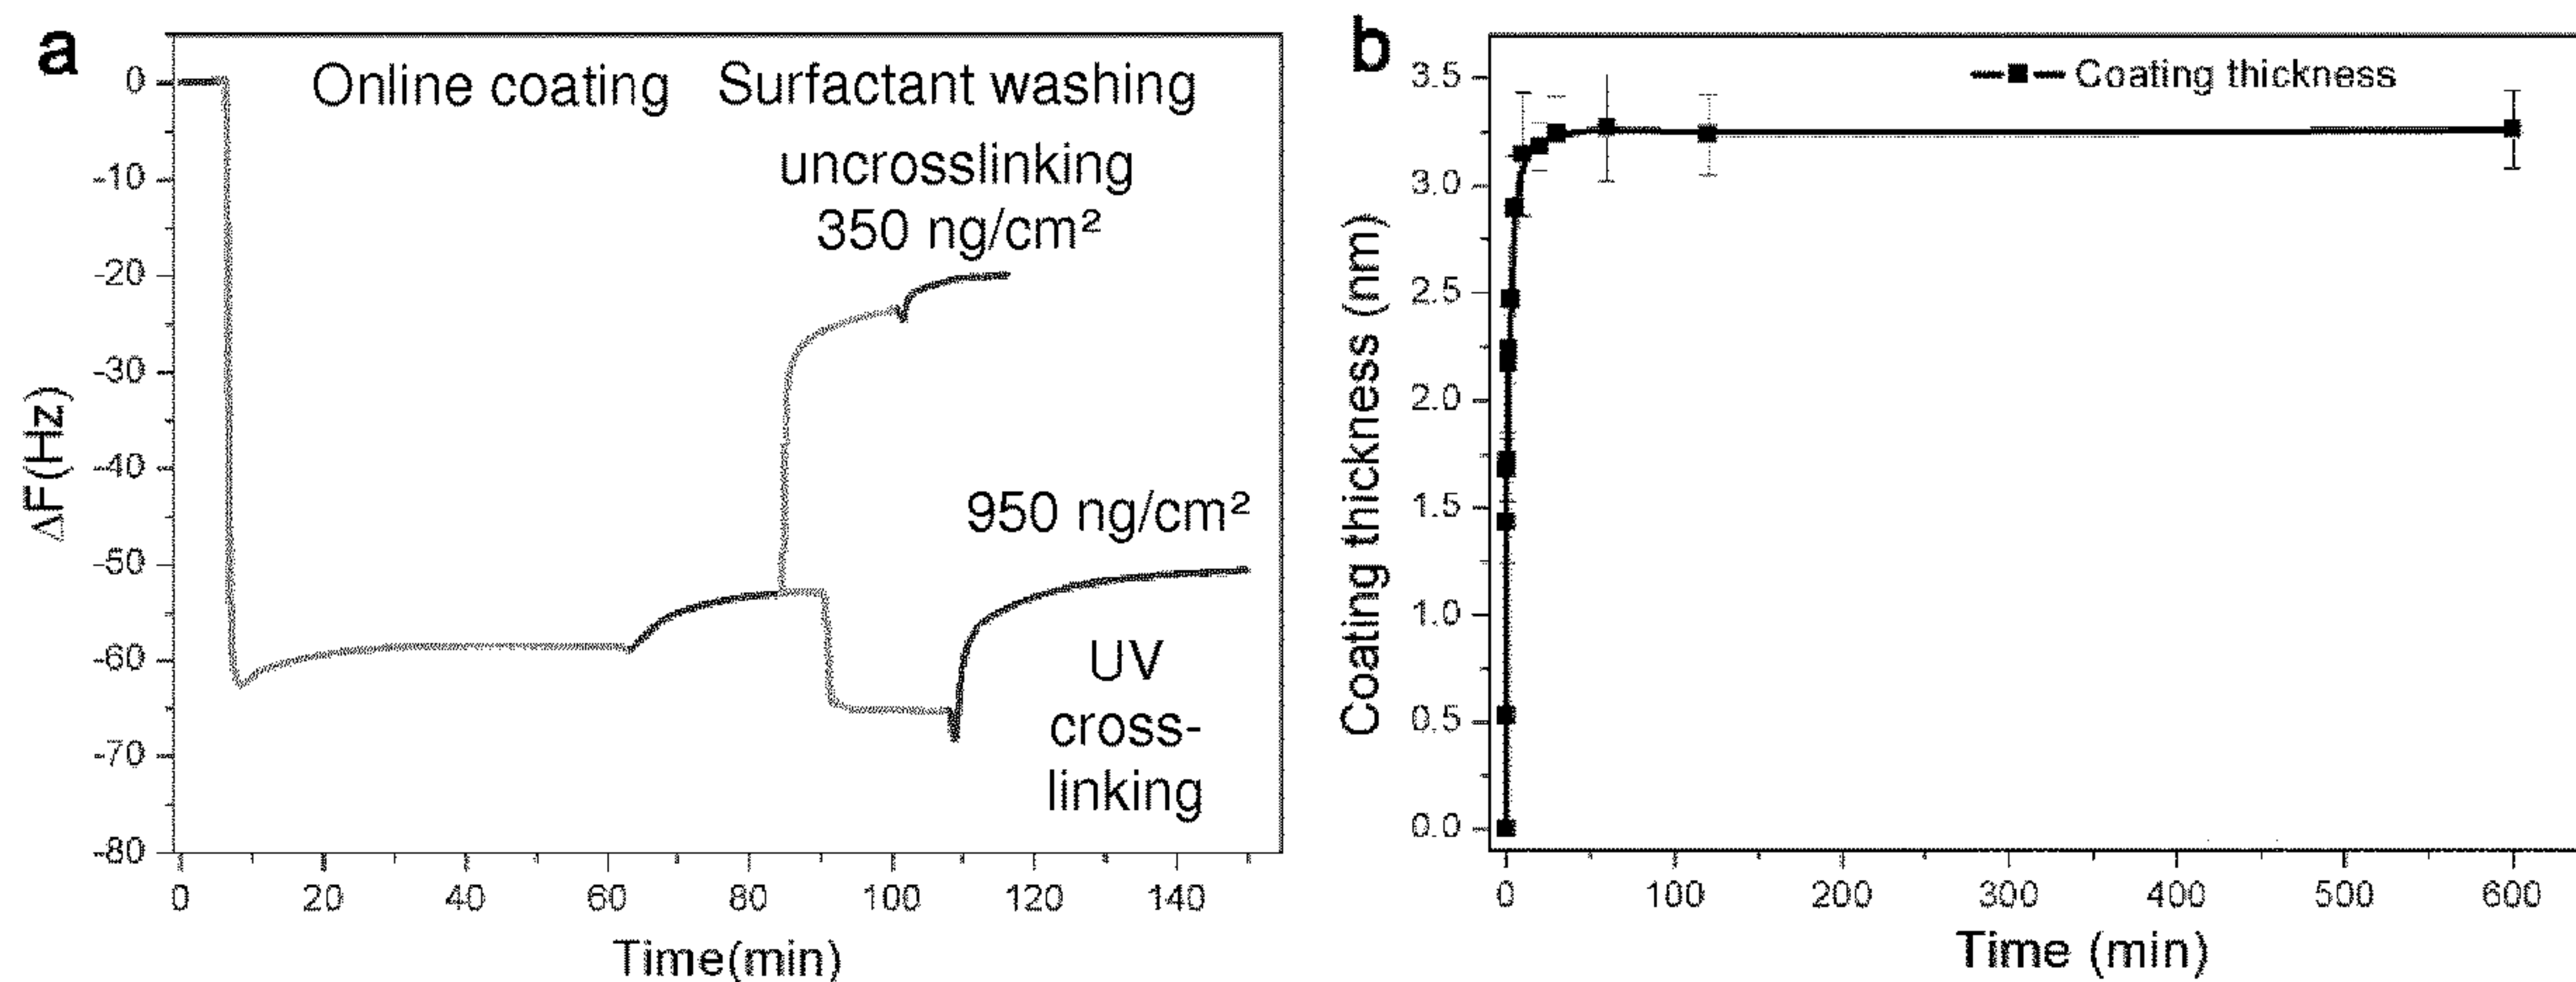 a
Online coating
Surfactant washing
uncrosslinking
350 ng/cm²
950 ng/cm²
UV
cross-
linking
ΔF(Hz)
0
-10
-20
-30
-40
-50
-60
-70
-80
0 20 40 60 80 100 120 140
Time(min)
b
Coating thickness
Coating thickness (nm)
3.5
3.0
2.5
2.0
1.5
1.0
0.5
0.0
0 100 200 300 400 500 600
Time (min)